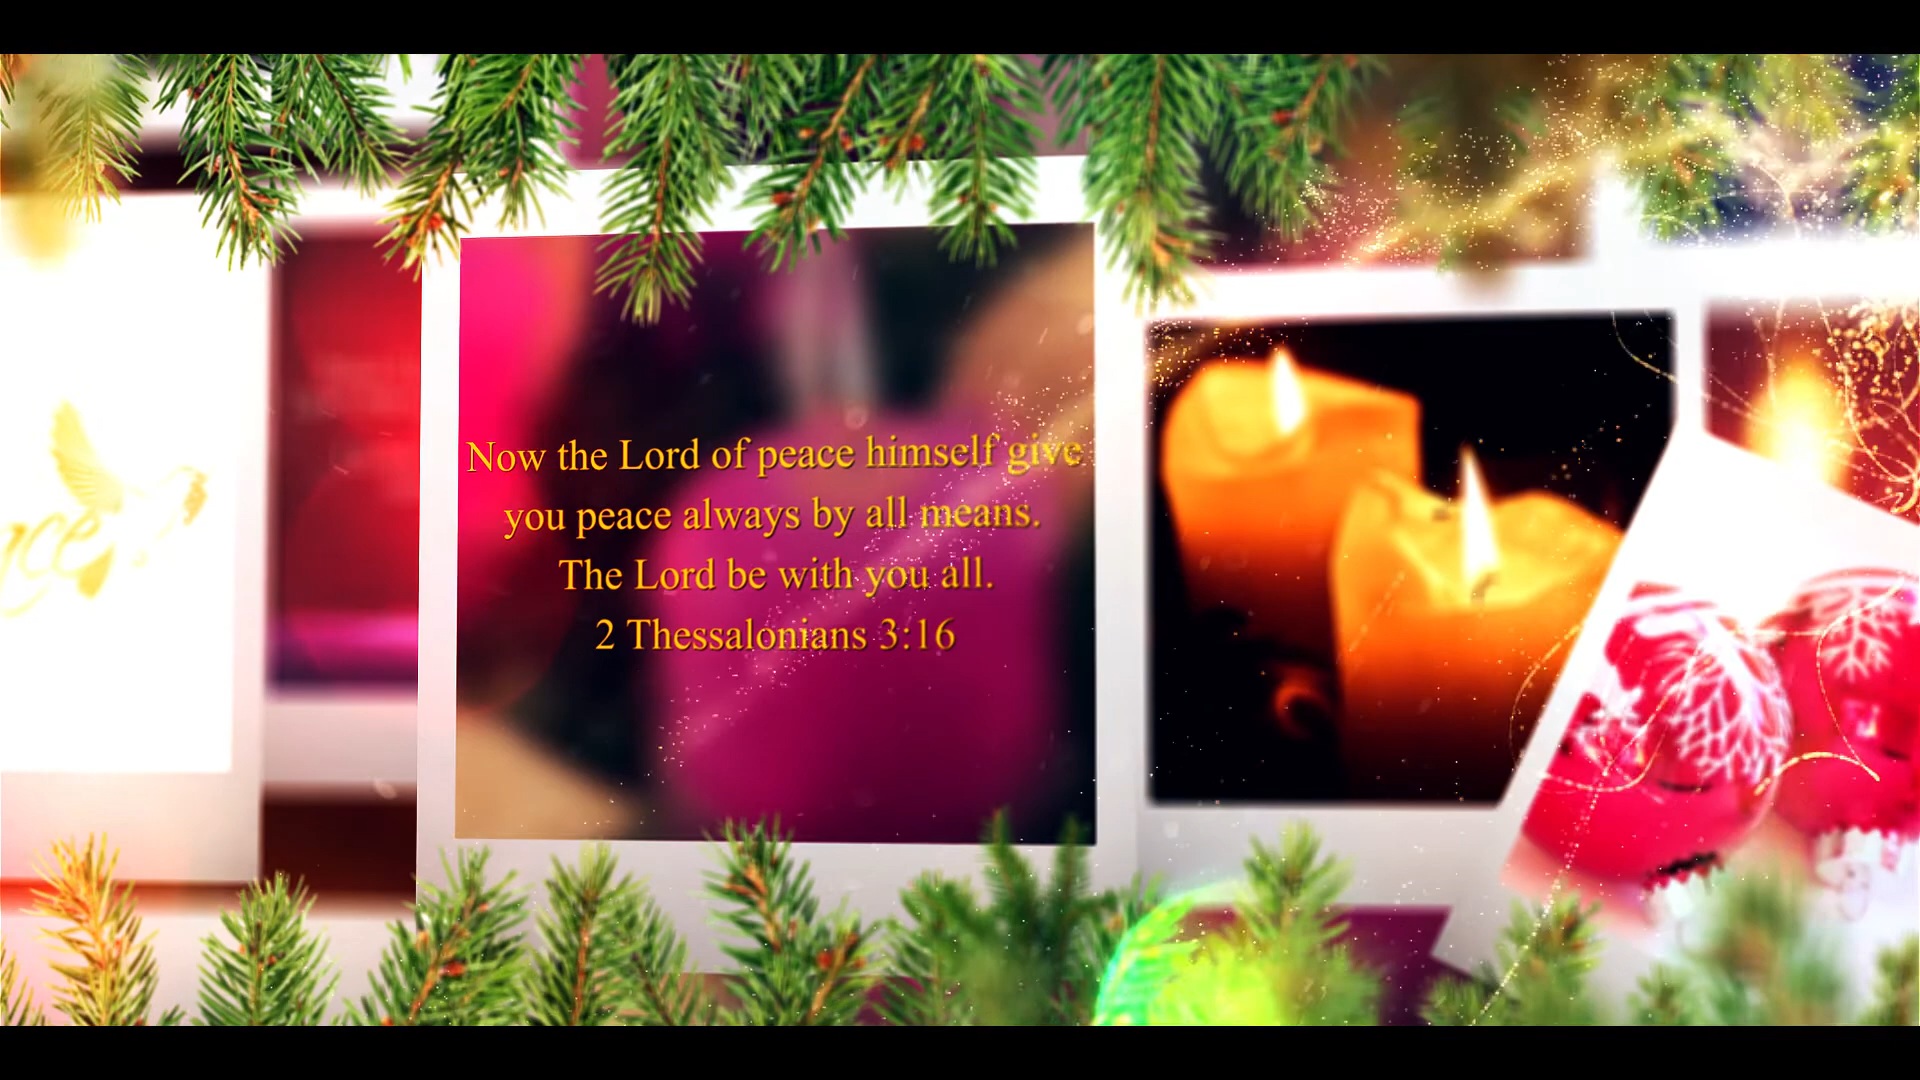 Now the Lord of peace himself give
you peace always by all means.
The Lord be with you all.
2 Thessalonians 3:16